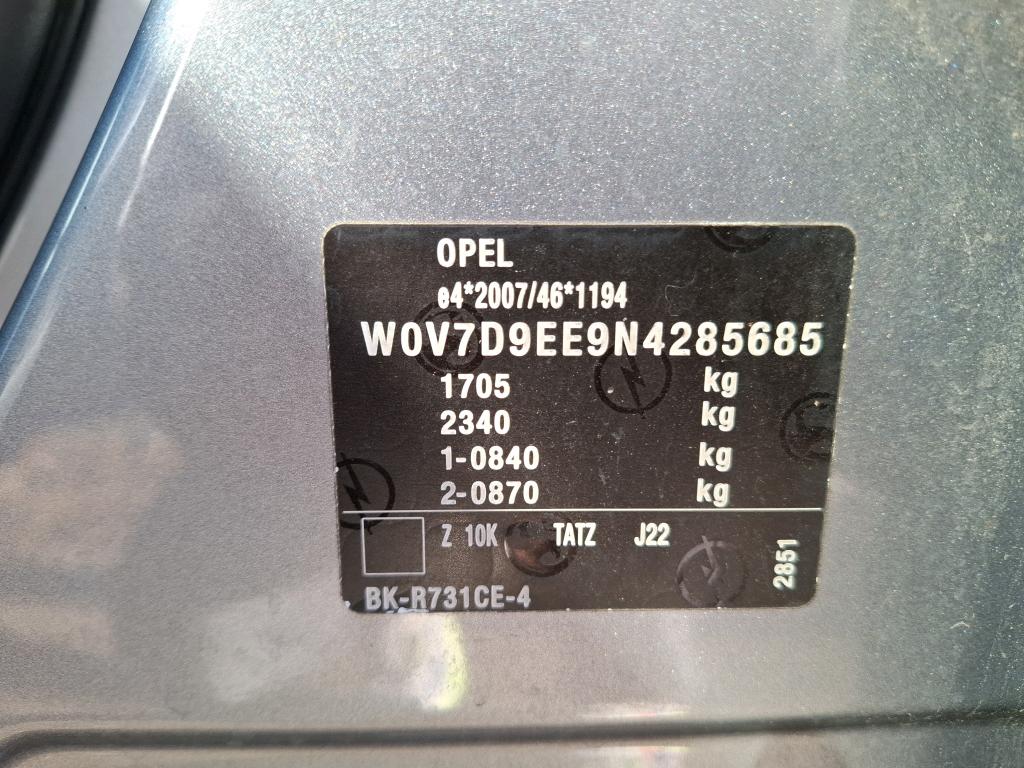 OPEL
e4*2007/46*1194
W0V7D9EE9N4285685
1705 kg
2340 kg
1-0840 kg
2-0870 kg
Z 10K TATZ J22
2851
BK-R731CE-4